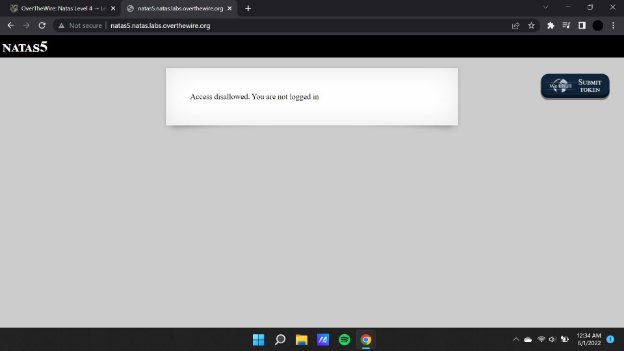 OverTheWire: Natas Level 4 → Le
natas5.natas.labs.overthewire.org
Not secure
natas5.natas.labs.overthewire.org
NATAS5
Access disallowed. You are not logged in
SUBMIT
TOKEN
12:34 AM
6/1/2022